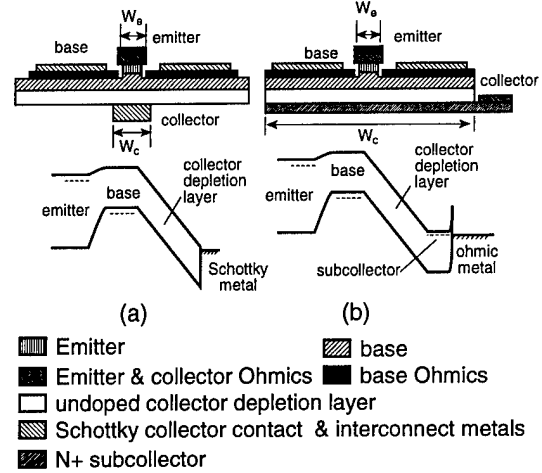 Wₑ
emitter
base
collector
W꜀
collector
depletion
layer
base
emitter
Schottky
metal
(a)
Wₑ
emitter
base
collector
W꜀
collector
depletion
layer
base
emitter
subcollector
ohmic
metal
(b)
Emitter
base
Emitter & collector Ohmics
base Ohmics
undoped collector depletion layer
Schottky collector contact & interconnect metals
N+ subcollector